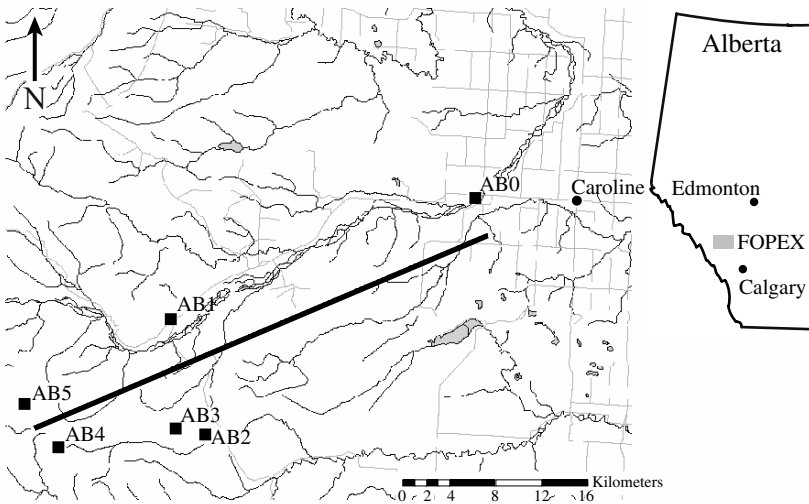 Alberta
N
AB0
Caroline
Edmonton
FOPEX
Calgary
AB1
AB5
AB3
AB4
AB2
Kilometers
0 2 4 8 12 16